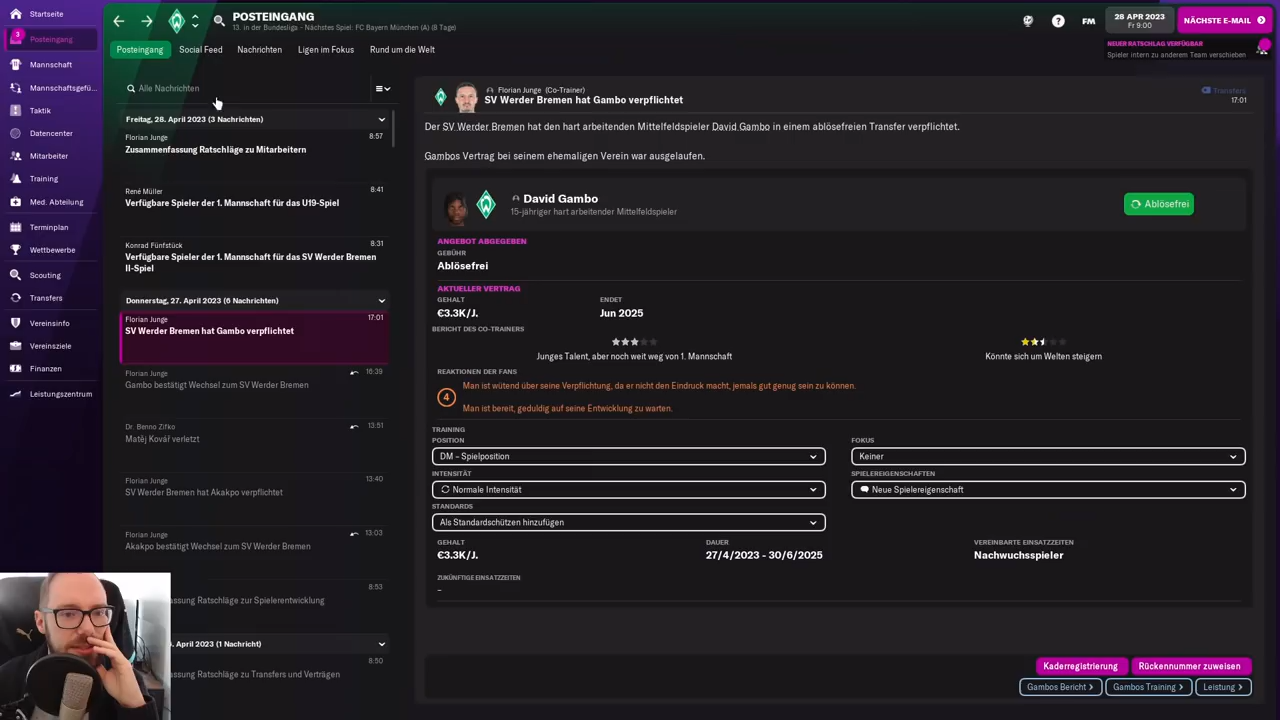 Startseite
3
Posteingang
Mannschaft
Mannschaftsgefü...
Taktik
Datencenter
Mitarbeiter
Training
Med. Abteilung
Terminplan
Wettbewerbe
Scouting
Transfers
Vereinsinfo
Vereinsziele
Finanzen
Leistungszentrum
POSTEINGANG
13. in der Bundesliga - Nächstes Spiel: FC Bayern München (A) (8 Tage)
?
FM
28 APR 2023
Fr 9:00
NÄCHSTE E-MAIL
NEUER RATSCHLAG VERFÜGBAR
Spieler intern zu anderem Team verschieben
Posteingang
Social Feed
Nachrichten
Ligen im Fokus
Rund um die Welt
Alle Nachrichten
Freitag, 28. April 2023 (3 Nachrichten)
Florian Junge 8:57
Zusammenfassung Ratschläge zu Mitarbeitern
René Müller 8:41
Verfügbare Spieler der 1. Mannschaft für das U19-Spiel
Konrad Fünfstück 8:31
Verfügbare Spieler der 1. Mannschaft für das SV Werder Bremen
II-Spiel
Donnerstag, 27. April 2023 (6 Nachrichten)
Florian Junge 17:01
SV Werder Bremen hat Gambo verpflichtet
Florian Junge 16:39
Gambo bestätigt Wechsel zum SV Werder Bremen
Dr. Benno Zifko 13:51
Matěj Kovář verletzt
Florian Junge 13:40
SV Werder Bremen hat Akakpo verpflichtet
Florian Junge 13:03
Akakpo bestätigt Wechsel zum SV Werder Bremen
8:53
assung Ratschläge zur Spielerentwicklung
. April 2023 (1 Nachricht)
8:50
assung Ratschläge zu Transfers und Verträgen
Florian Junge (Co-Trainer)
SV Werder Bremen hat Gambo verpflichtet
Transfers
17:01
Der SV Werder Bremen hat den hart arbeitenden Mittelfeldspieler David Gambo in einem ablösefreien Transfer verpflichtet.
Gambos Vertrag bei seinem ehemaligen Verein war ausgelaufen.
David Gambo
15-jähriger hart arbeitender Mittelfeldspieler
Ablösefrei
ANGEBOT ABGEGEBEN
GEBÜHR
Ablösefrei
AKTUELLER VERTRAG
GEHALT ENDET
€3.3K/J. Jun 2025
BERICHT DES CO-TRAINERS
Junges Talent, aber noch weit weg von 1. Mannschaft
Könnte sich um Welten steigern
REAKTIONEN DER FANS
4
Man ist wütend über seine Verpflichtung, da er nicht den Eindruck macht, jemals gut genug sein zu können.
Man ist bereit, geduldig auf seine Entwicklung zu warten.
TRAINING
POSITION FOKUS
DM – Spielposition Keiner
INTENSITÄT SPIELEREIGENSCHAFTEN
Normale Intensität Neue Spielereigenschaft
STANDARDS
Als Standardschützen hinzufügen
GEHALT DAUER VEREINBARTE EINSATZZEITEN
€3.3K/J. 27/4/2023 - 30/6/2025 Nachwuchsspieler
ZUKÜNFTIGE EINSATZZEITEN
–
Kaderregistrierung
Rückennummer zuweisen
Gambos Bericht
Gambos Training
Leistung